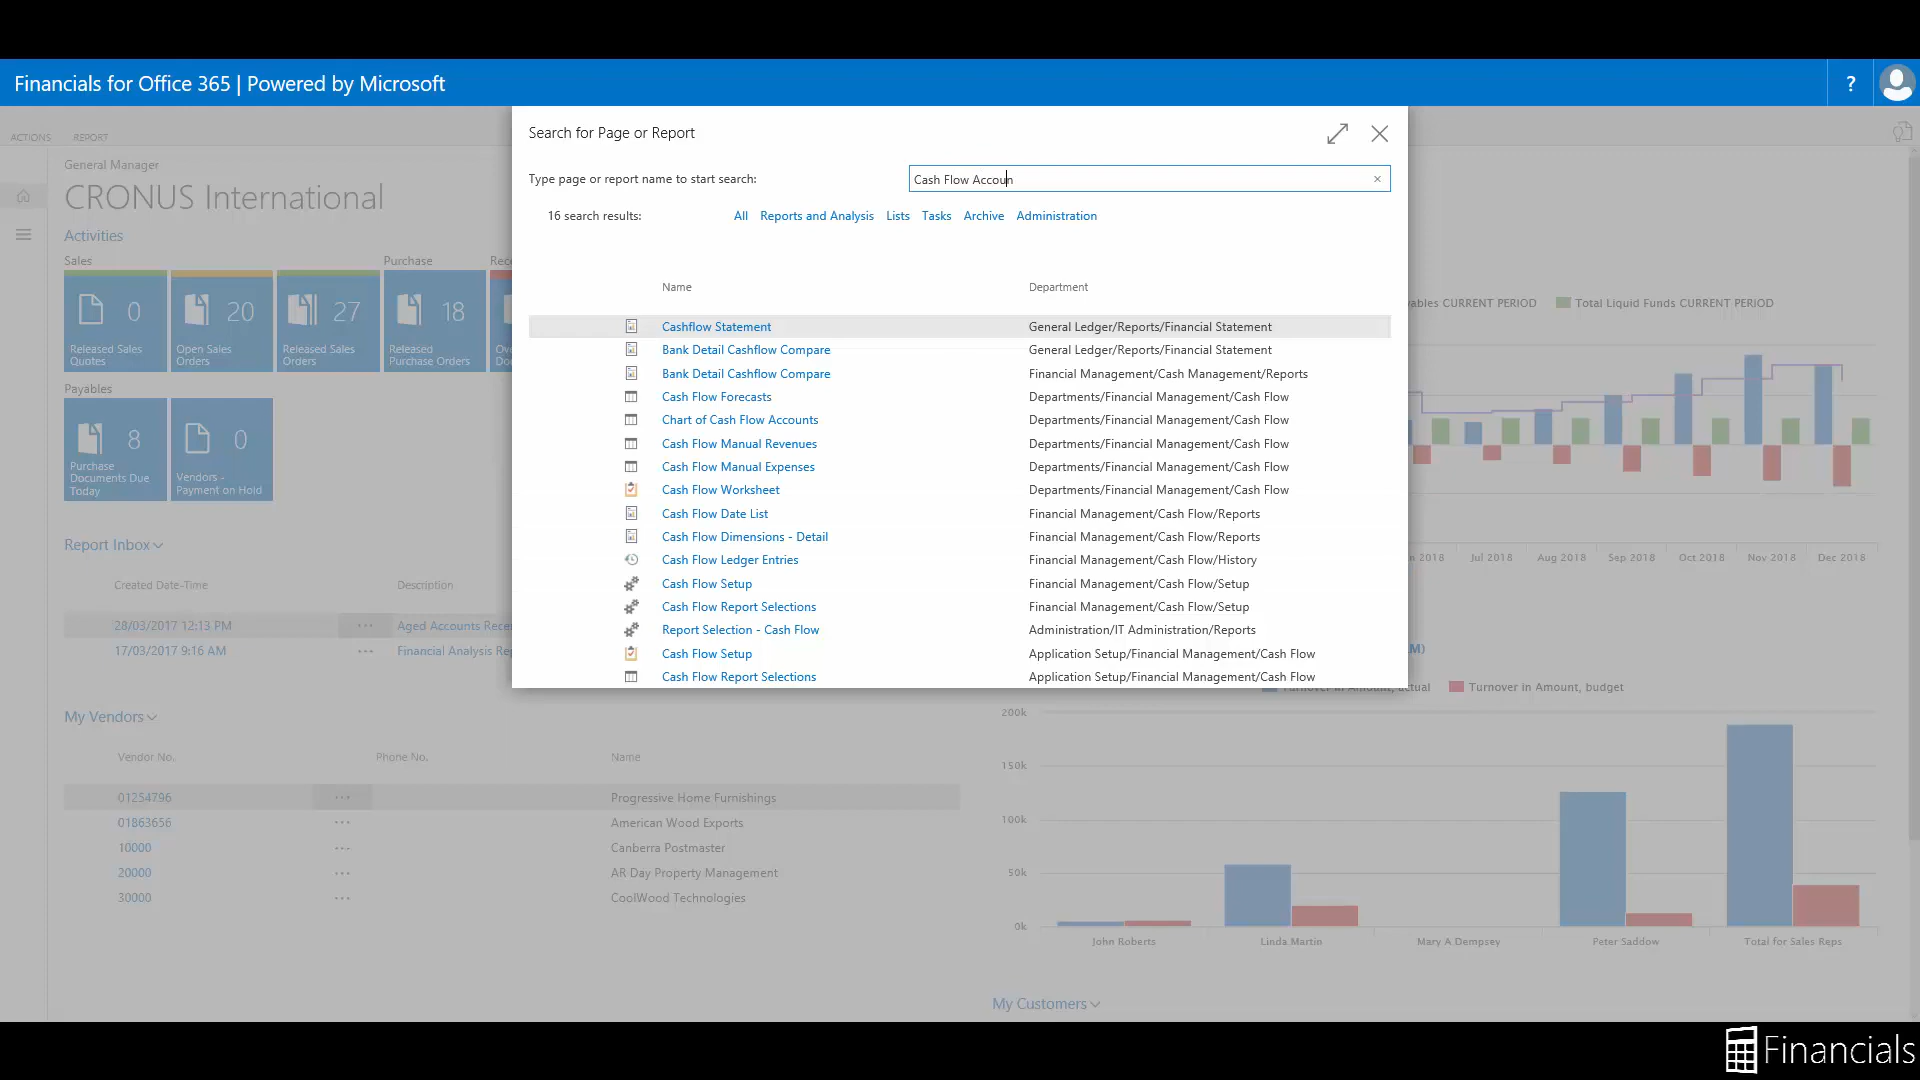 Financials for Office 365 | Powered by Microsoft
?
ACTIONS REPORT
General Manager
CRONUS International
Activities
Sales Purchase
0 Released Sales Quotes
20 Open Sales Orders
27 Released Sales Orders
18 Released Purchase Orders
Payables
8 Purchase Documents Due Today
0 Vendors - Payment on Hold
Report Inbox
Created Date-Time Description
28/03/2017 12:13 PM Aged Accounts
17/03/2017 9:16 AM Financial Analysis
My Vendors
Vendor No. Phone No. Name
01254796 Progressive Home Furnishings
01863656 American Wood Exports
10000 Canberra Postmaster
20000 AR Day Property Management
30000 CoolWood Technologies
Search for Page or Report
Type page or report name to start search: Cash Flow Accoun
16 search results: All Reports and Analysis Lists Tasks Archive Administration
Name Department
Cashflow Statement General Ledger/Reports/Financial Statement
Bank Detail Cashflow Compare General Ledger/Reports/Financial Statement
Bank Detail Cashflow Compare Financial Management/Cash Management/Reports
Cash Flow Forecasts Departments/Financial Management/Cash Flow
Chart of Cash Flow Accounts Departments/Financial Management/Cash Flow
Cash Flow Manual Revenues Departments/Financial Management/Cash Flow
Cash Flow Manual Expenses Departments/Financial Management/Cash Flow
Cash Flow Worksheet Departments/Financial Management/Cash Flow
Cash Flow Date List Financial Management/Cash Flow/Reports
Cash Flow Dimensions - Detail Financial Management/Cash Flow/Reports
Cash Flow Ledger Entries Financial Management/Cash Flow/History
Cash Flow Setup Financial Management/Cash Flow/Setup
Cash Flow Report Selections Financial Management/Cash Flow/Setup
Report Selection - Cash Flow Administration/IT Administration/Reports
Cash Flow Setup Application Setup/Financial Management/Cash Flow
Cash Flow Report Selections Application Setup/Financial Management/Cash Flow
CURRENT PERIOD Total Liquid Funds CURRENT PERIOD
2018 Jul 2018 Aug 2018 Sep 2018 Oct 2018 Nov 2018 Dec 2018
Turnover in Amount, actual Turnover in Amount, budget
200k
150k
100k
50k
0k
John Roberts Linda Martin Mary A Dempsey Peter Saddow Total for Sales Reps
My Customers
Financials